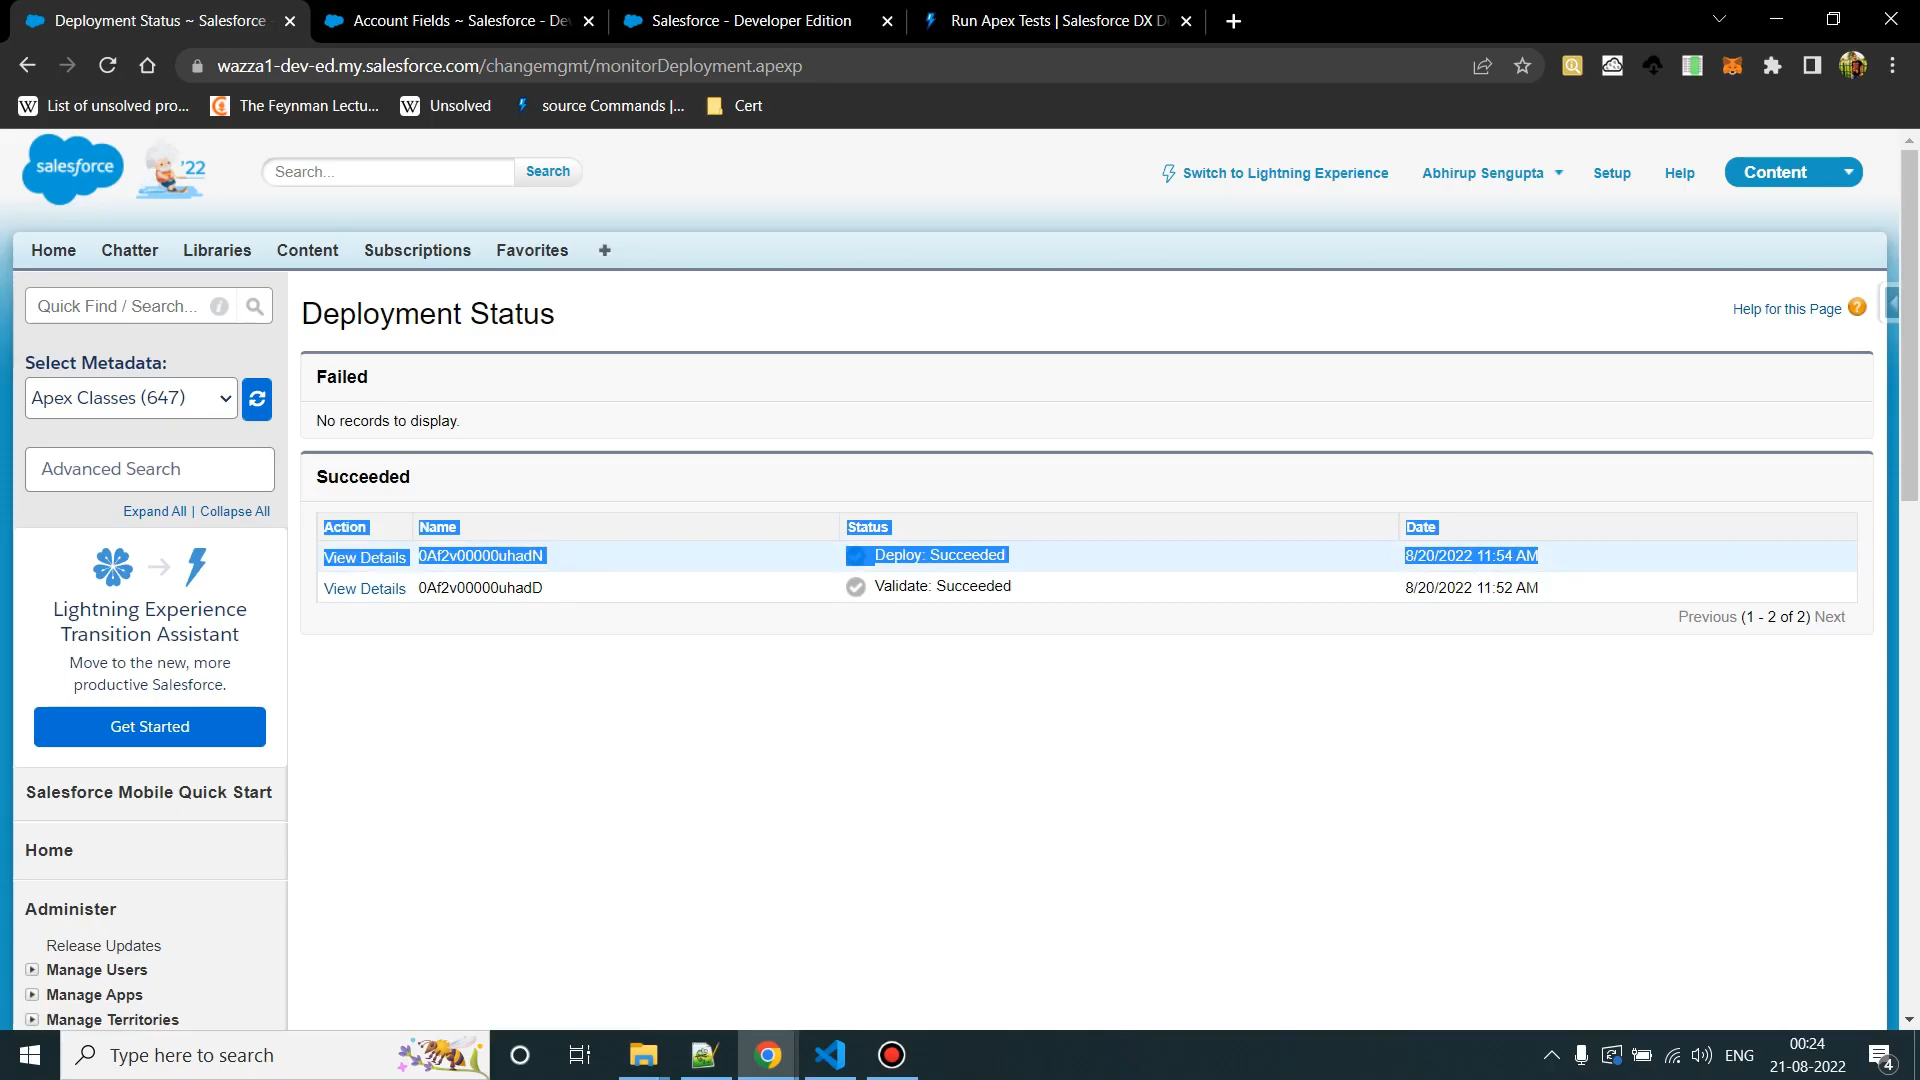 Deployment Status ~ Salesforce
Account Fields ~ Salesforce - De
Salesforce - Developer Edition
Run Apex Tests | Salesforce DX D
wazza1-dev-ed.my.salesforce.com/changemgmt/monitorDeployment.apexp
List of unsolved pro...
The Feynman Lectu...
Unsolved
source Commands |...
Cert
salesforce
'22
Search...
Search
Switch to Lightning Experience
Abhirup Sengupta
Setup
Help
Content
Home
Chatter
Libraries
Content
Subscriptions
Favorites
Quick Find / Search...
Select Metadata:
Apex Classes (647)
Advanced Search
Expand All | Collapse All
Lightning Experience
Transition Assistant
Move to the new, more
productive Salesforce.
Get Started
Salesforce Mobile Quick Start
Home
Administer
Release Updates
Manage Users
Manage Apps
Manage Territories
Deployment Status
Help for this Page
Failed
No records to display.
Succeeded
Action Name Status Date
View Details 0Af2v00000uhadN Deploy: Succeeded 8/20/2022 11:54 AM
View Details 0Af2v00000uhadD Validate: Succeeded 8/20/2022 11:52 AM
Previous (1 - 2 of 2) Next
Type here to search
ENG
00:24
21-08-2022
4